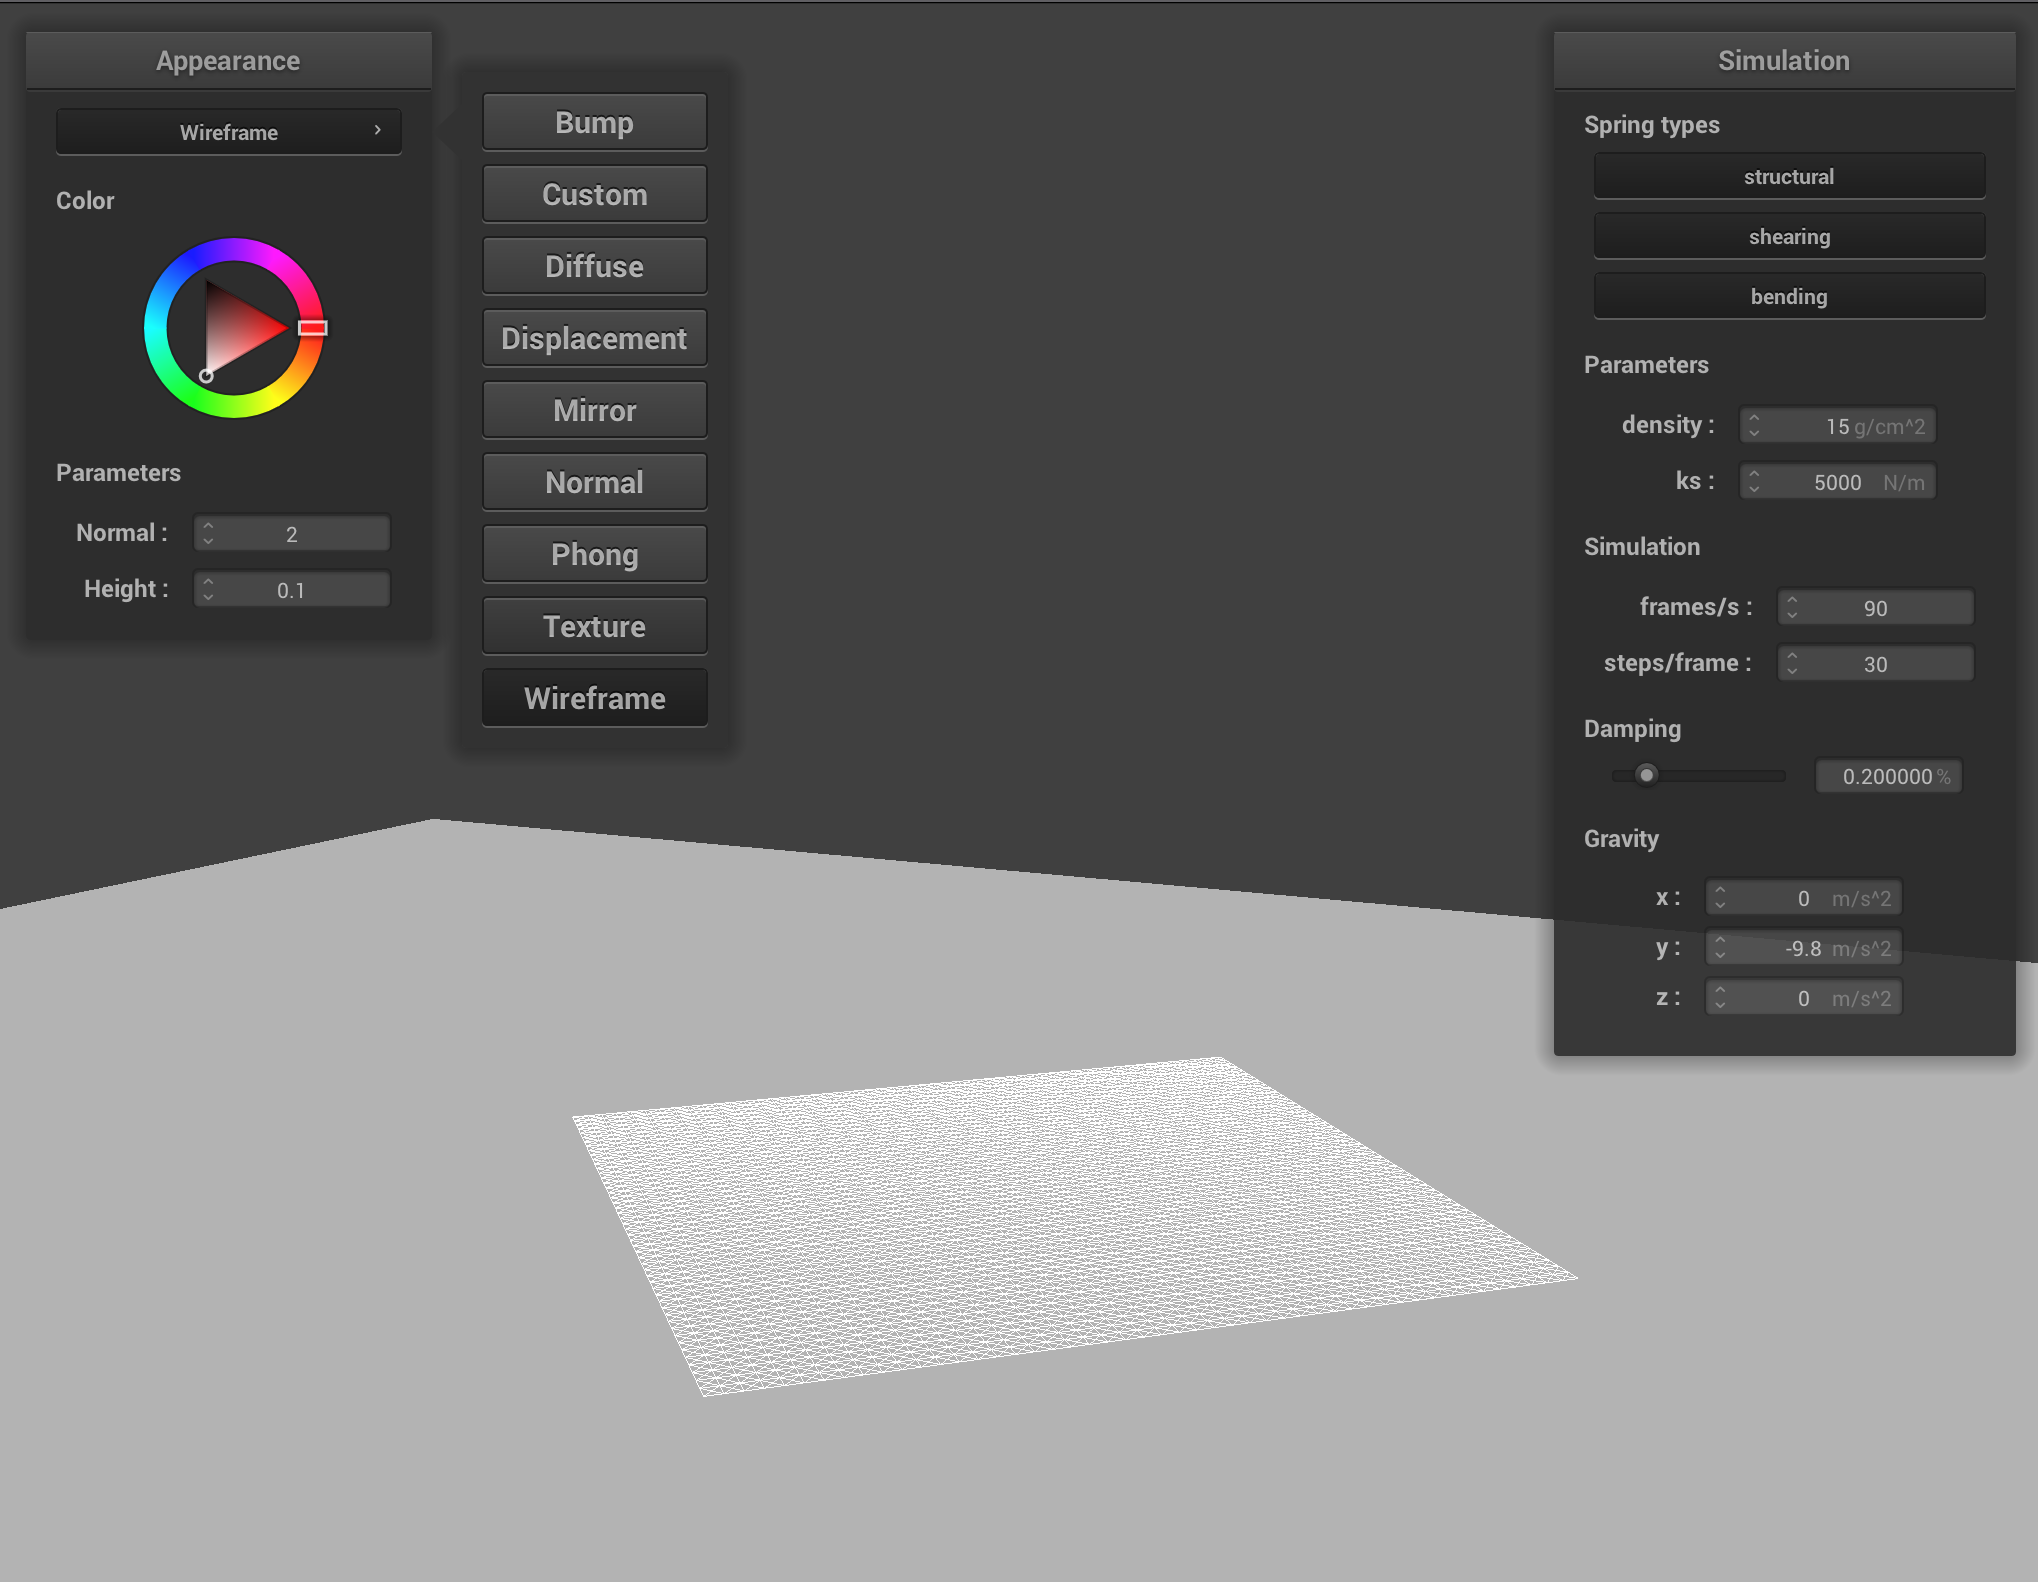 Appearance
Wireframe
Color
Parameters
Normal : 2
Height : 0.1
Bump
Custom
Diffuse
Displacement
Mirror
Normal
Phong
Texture
Wireframe
Simulation
Spring types
structural
shearing
bending
Parameters
density : 15 g/cm^2
ks : 5000 N/m
Simulation
frames/s : 90
steps/frame : 30
Damping
0.200000 %
Gravity
x : 0 m/s^2
y : -9.8 m/s^2
z : 0 m/s^2